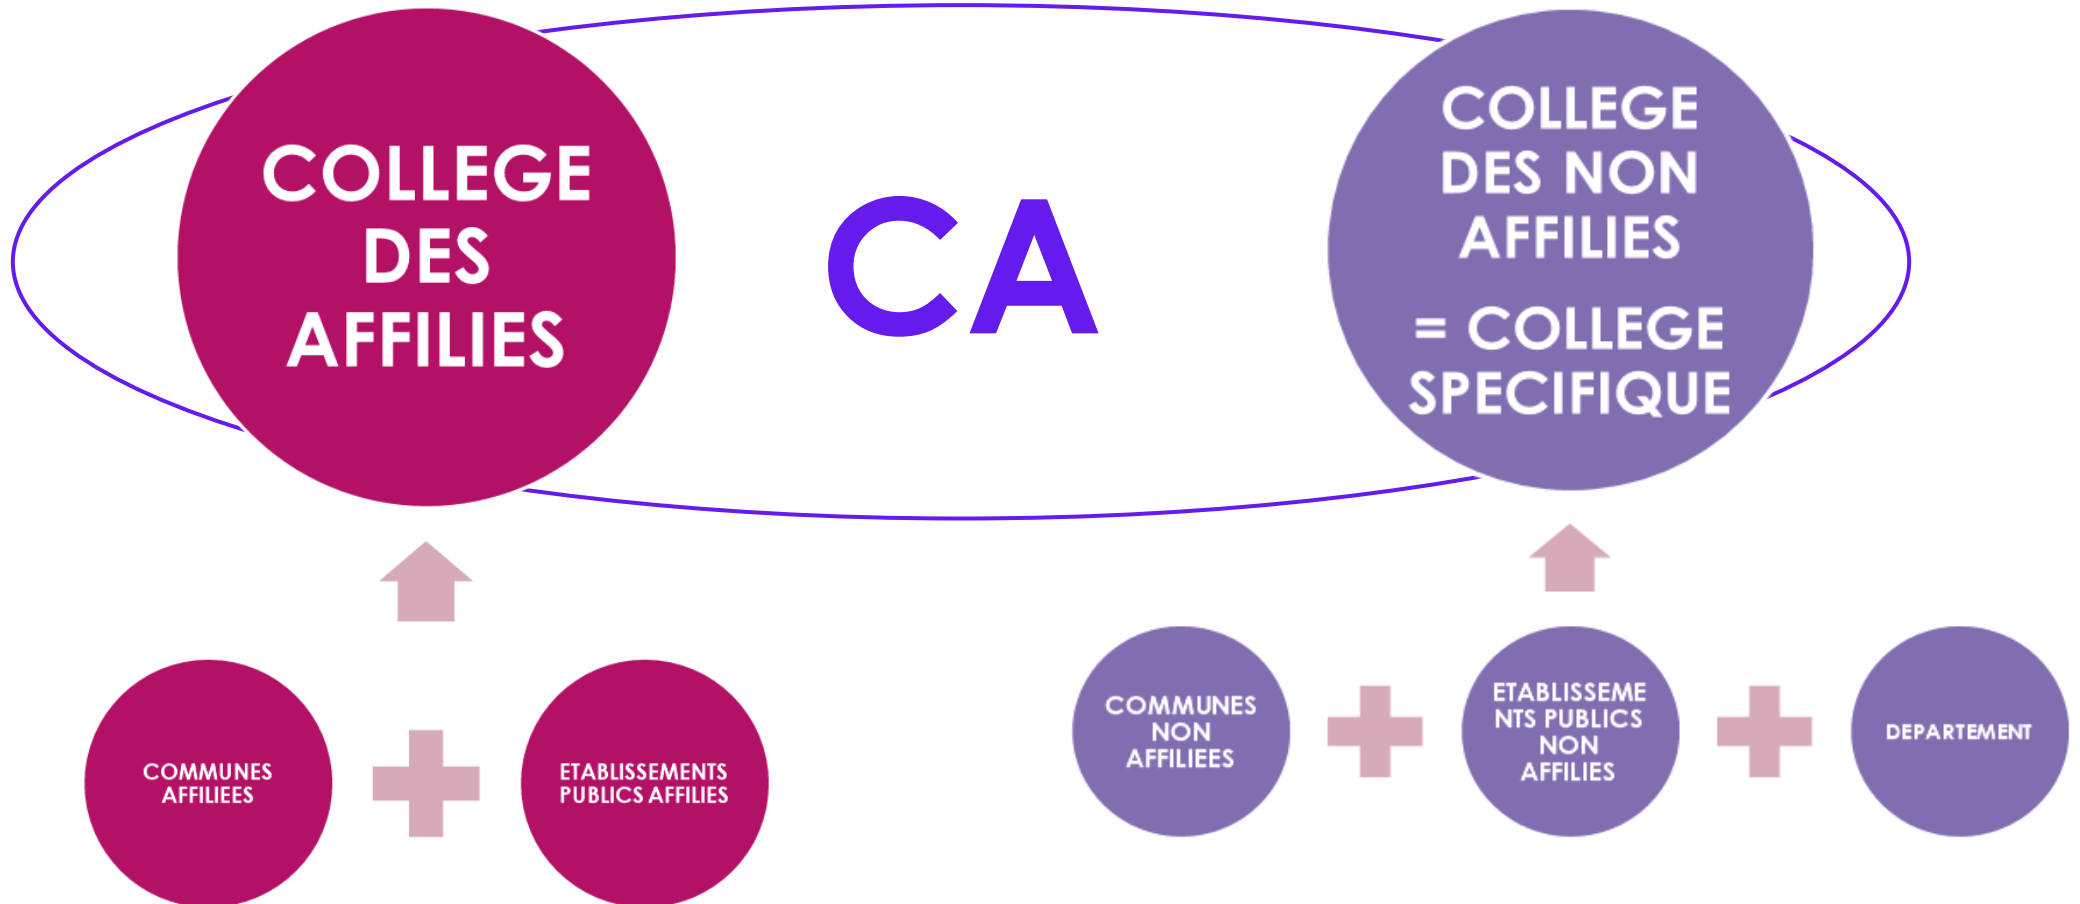 COLLEGE
DES
AFFILIES
CA
COLLEGE
DES NON
AFFILIES
= COLLEGE
SPECIFIQUE
COMMUNES
AFFILIEES
ETABLISSEMENTS
PUBLICS AFFILIES
COMMUNES
NON
AFFILIEES
ETABLISSEME
NTS PUBLICS
NON
AFFILIES
DEPARTEMENT